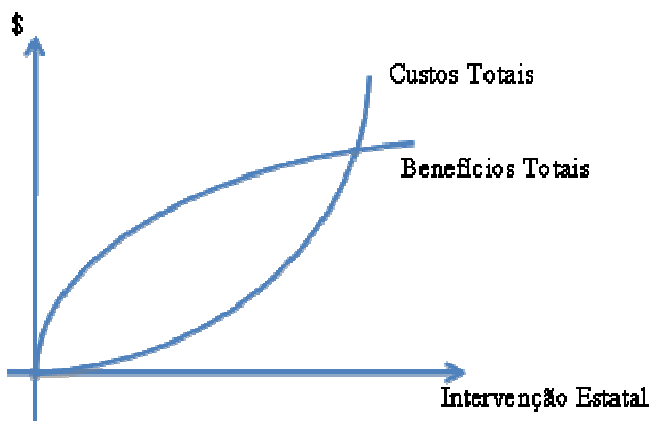 $
Custos Totais
Benefícios Totais
Intervenção Estatal